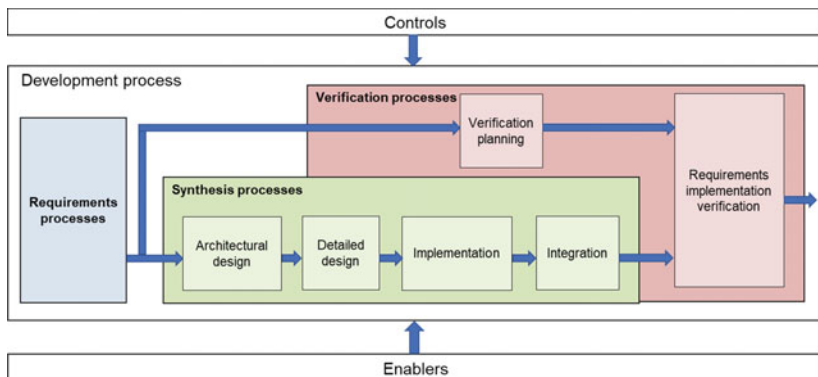 Controls
Development process
Verification processes
Verification
planning
Requirements
processes
Synthesis processes
Requirements
implementation
verification
Architectural
design
Detailed
design
Implementation
Integration
Enablers